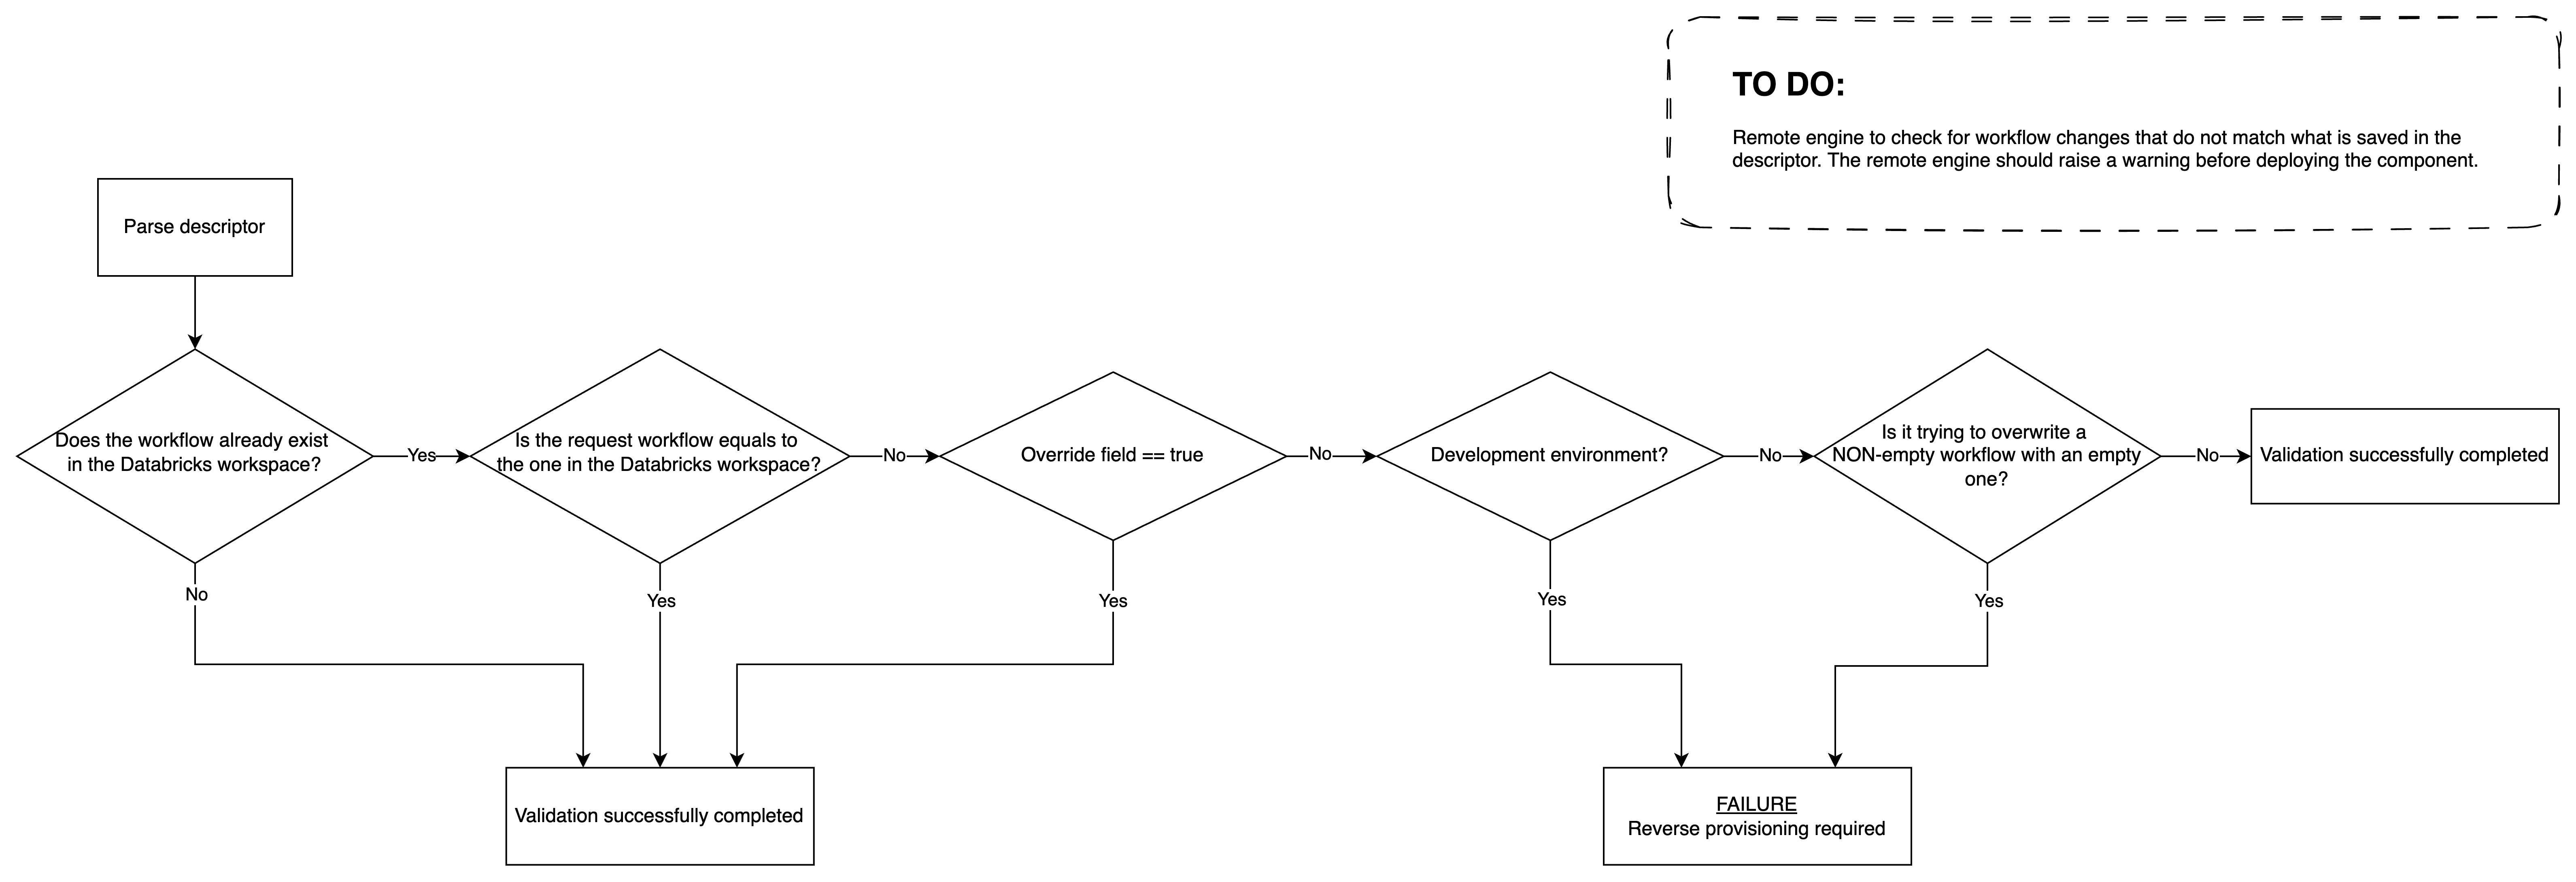 TO DO:
Remote engine to check for workflow changes that do not match what is saved in the
descriptor. The remote engine should raise a warning before deploying the component.
Parse descriptor
Does the workflow already exist
in the Databricks workspace?
Yes
Is the request workflow equals to
the one in the Databricks workspace?
No
Override field == true
No
Development environment?
No
Is it trying to overwrite a
NON-empty workflow with an empty
one?
No
Validation successfully completed
No
Yes
Yes
Yes
Yes
Validation successfully completed
FAILURE
Reverse provisioning required